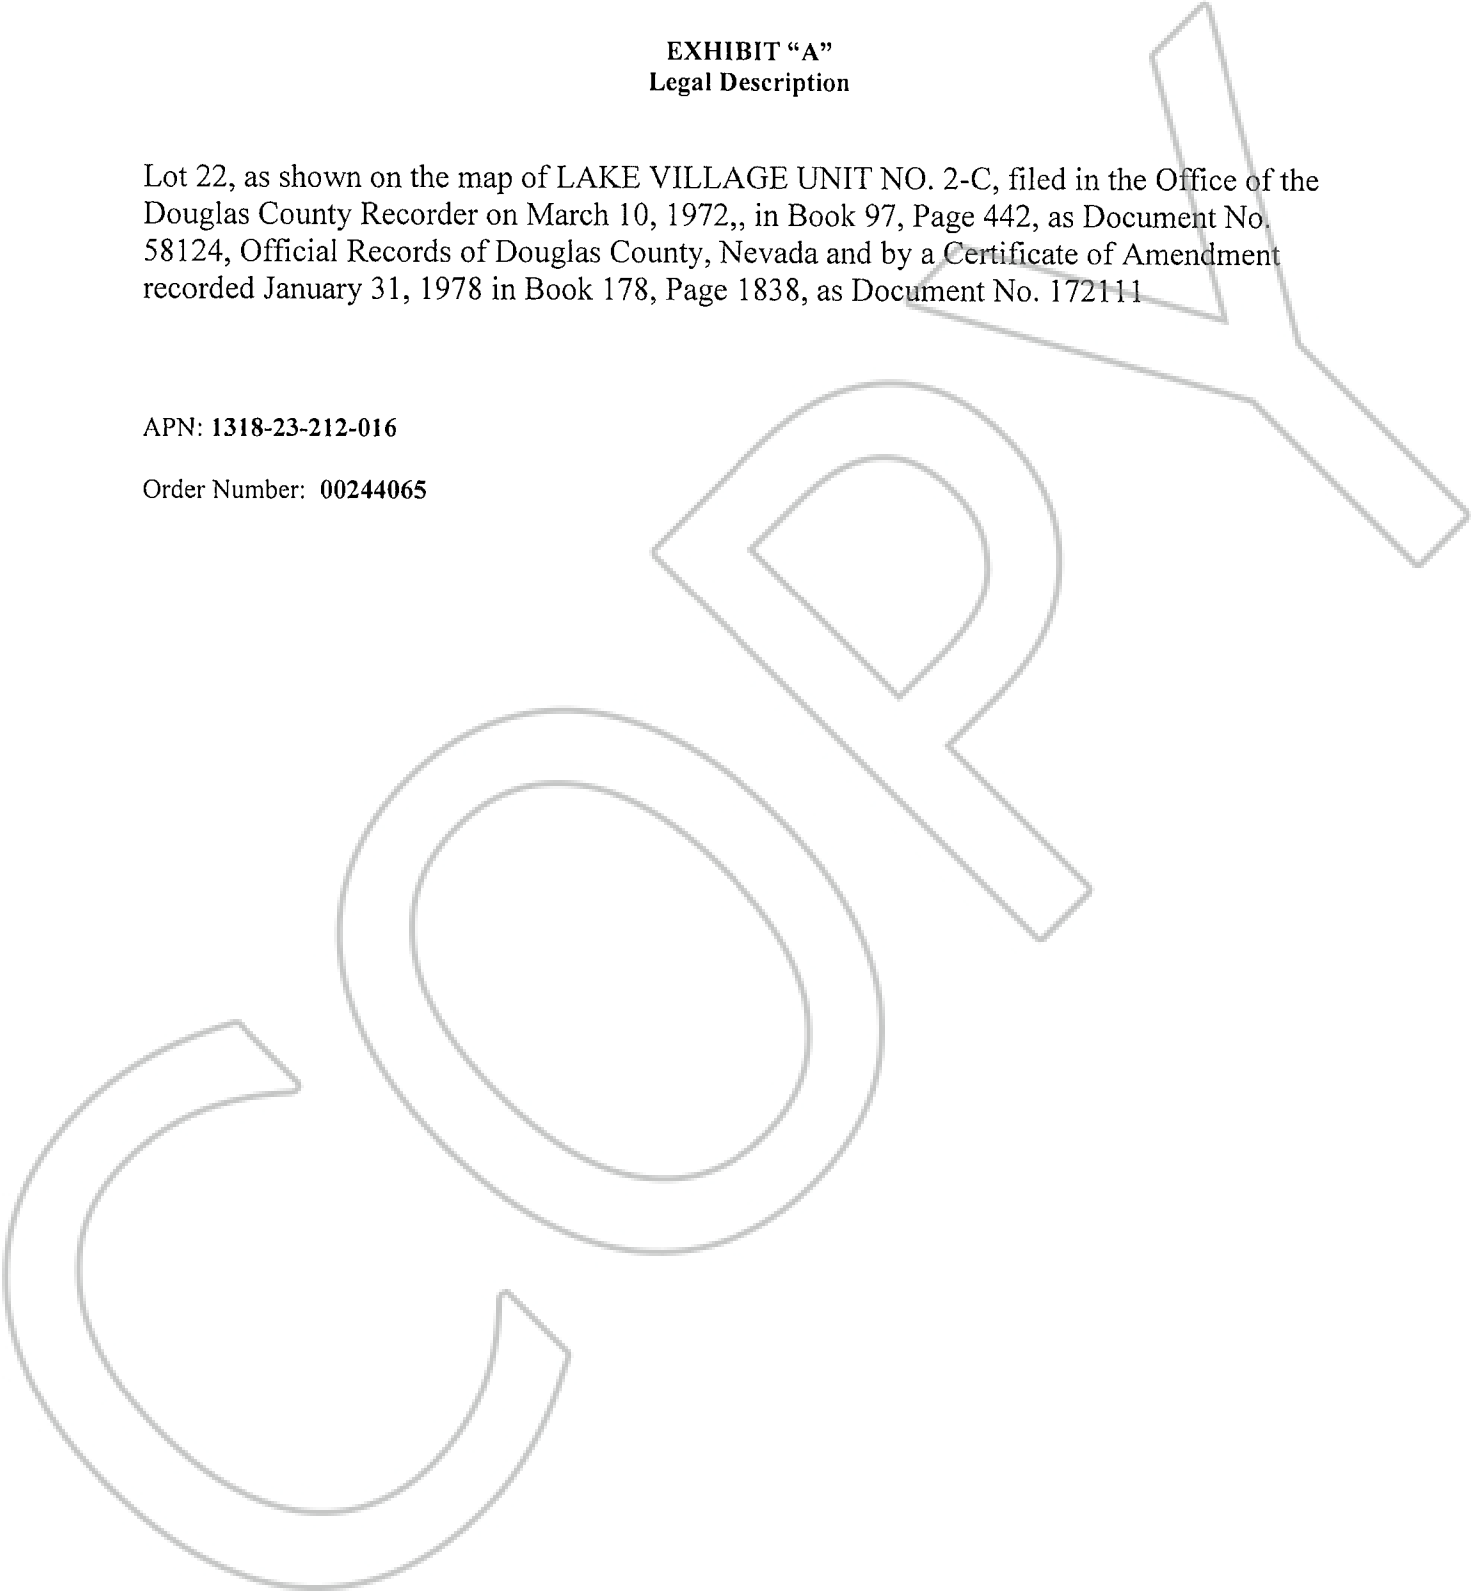 EXHIBIT “A”
Legal Description
Lot 22, as shown on the map of LAKE VILLAGE UNIT NO. 2-C, filed in the Office of the
Douglas County Recorder on March 10, 1972,, in Book 97, Page 442, as Document No.
58124, Official Records of Douglas County, Nevada and by a Certificate of Amendment
recorded January 31, 1978 in Book 178, Page 1838, as Document No. 172111
APN: 1318-23-212-016
Order Number: 00244065
COPY